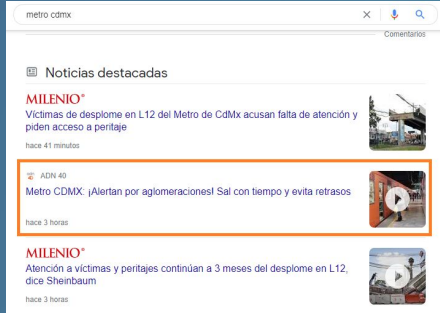 metro cdmx
Comentarios
Noticias destacadas
MILENIO
Víctimas de desplome en L12 del Metro de CdMx acusan falta de atención y
piden acceso a peritaje
hace 41 minutos
ADN 40
Metro CDMX: ¡Alertan por aglomeraciones! Sal con tiempo y evita retrasos
hace 3 horas
MILENIO
Atención a víctimas y peritajes continúan a 3 meses del desplome en L12,
dice Sheinbaum
hace 3 horas